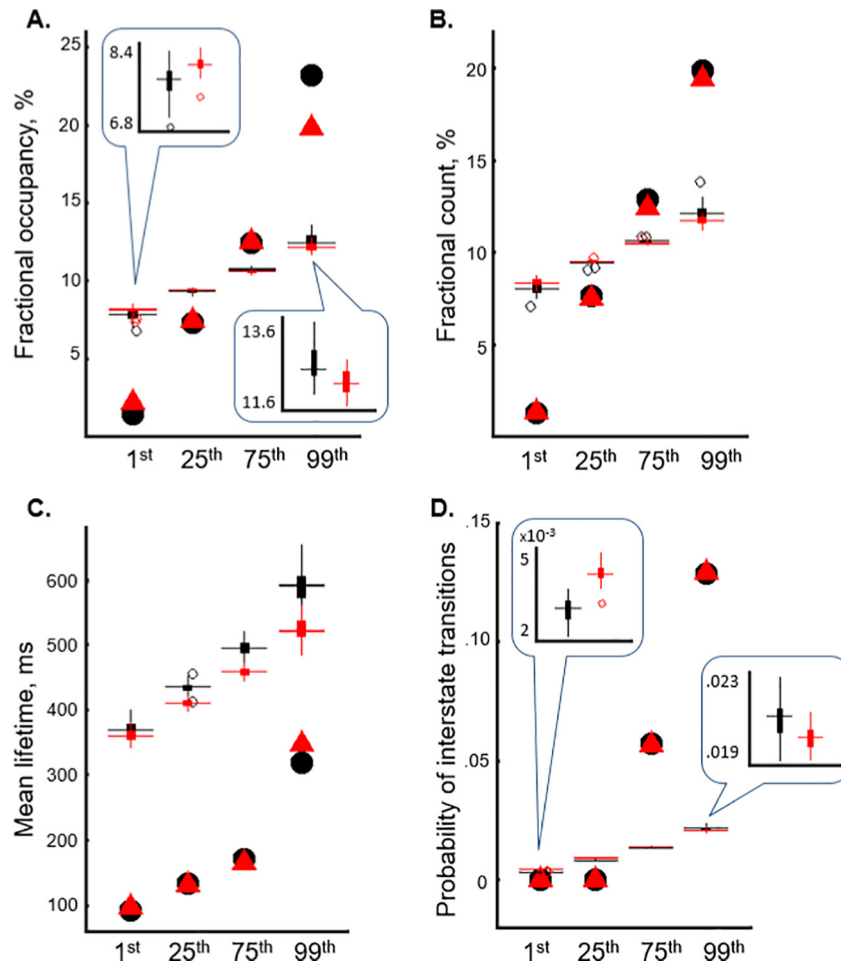 A.
Fractional occupancy, %
25
20
15
10
5
8.4
6.8
13.6
11.6
1st 25th 75th 99th
B.
Fractional count, %
20
15
10
5
1st 25th 75th 99th
C.
Mean lifetime, ms
600
500
400
300
200
100
1st 25th 75th 99th
D.
Probability of interstate transitions
.15
0.10
0.05
0
x10-3
5
2
.023
.019
1st 25th 75th 99th